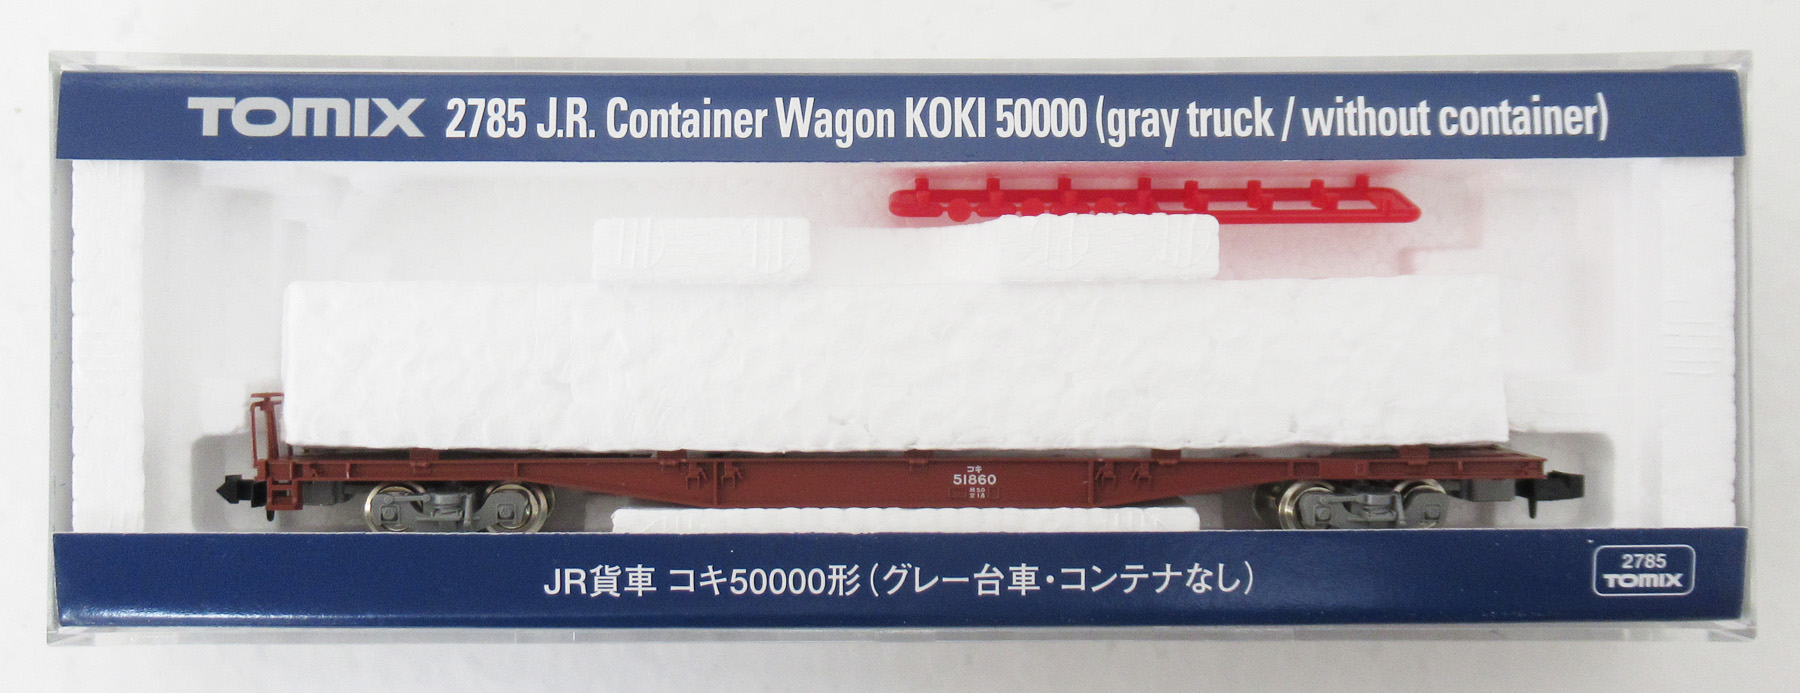 TOMIX 2785 J.R. Container Wagon KOKI 50000 (gray truck / without container)
コキ
51860
JR貨車 コキ50000形(グレー台車・コンテナなし)
2785
TOMIX